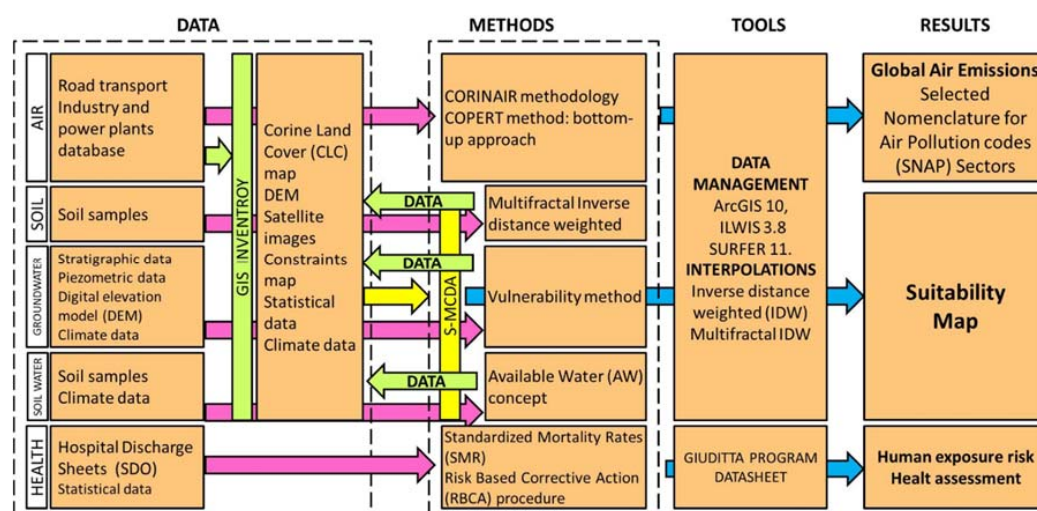 DATA
METHODS
TOOLS
RESULTS
AIR
Road transport
Industry and
power plants
database
SOIL
Soil samples
GROUNDWATER
Stratigraphic data
Piezometric data
Digital elevation
model (DEM)
Climate data
SOIL WATER
Soil samples
Climate data
HEALTH
Hospital Discharge
Sheets (SDO)
Statistical data
GIS INVENTROY
Corine Land
Cover (CLC)
map
DEM
Satellite
images
Constraints
map
Statistical
data
Climate data
DATA
DATA
DATA
S-MCDA
CORINAIR methodology
COPERT method: bottom-
up approach
Multifractal Inverse
distance weighted
Vulnerability method
Available Water (AW)
concept
Standardized Mortality Rates
(SMR)
Risk Based Corrective Action
(RBCA) procedure
DATA
MANAGEMENT
ArcGIS 10,
ILWIS 3.8
SURFER 11.
INTERPOLATIONS
Inverse distance
weighted (IDW)
Multifractal IDW
GIUDITTA PROGRAM
DATASHEET
Global Air Emissions
Selected
Nomenclature for
Air Pollution codes
(SNAP) Sectors
Suitability
Map
Human exposure risk
Healt assessment